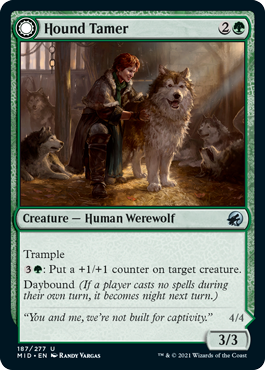 Hound Tamer 2
Creature — Human Werewolf
Trample
3: Put a +1/+1 counter on target creature.
Daybound (If a player casts no spells during
their own turn, it becomes night next turn.)
"You and me, we're not built for captivity." 4/4
3/3
187/277 U
MID • EN RANDY VARGAS ™ & © 2021 Wizards of the Coast